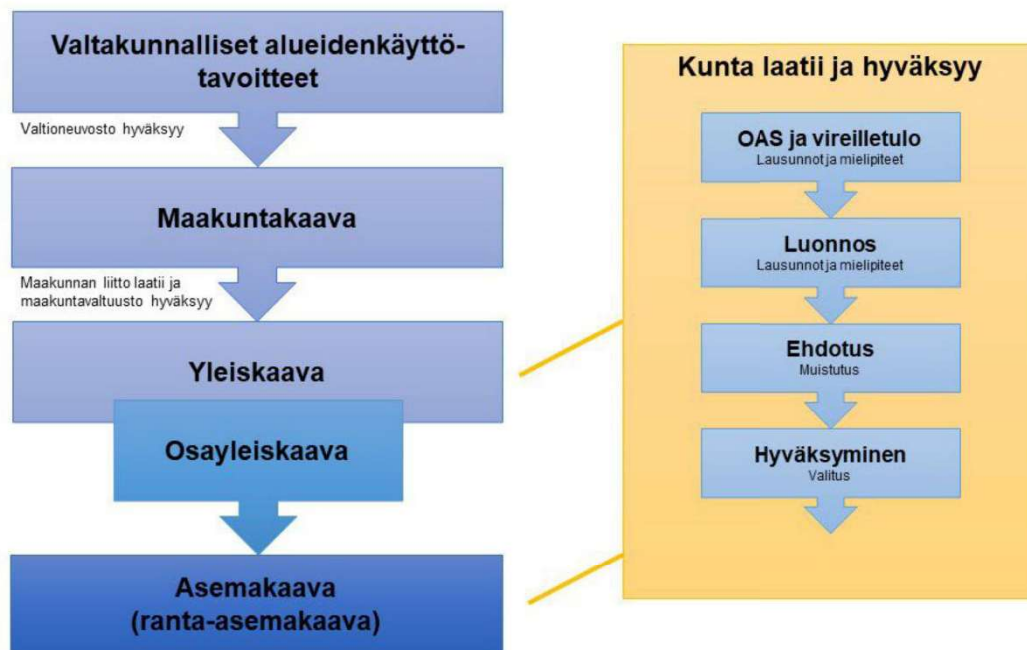 Valtakunnalliset alueidenkäyttö-
tavoitteet
Valtioneuvosto hyväksyy
Maakuntakaava
Maakunnan liitto laatii ja
maakuntavaltuusto hyväksyy
Yleiskaava
Osayleiskaava
Asemakaava
(ranta-asemakaava)
Kunta laatii ja hyväksyy
OAS ja vireilletulo
Lausunnot ja mielipiteet
Luonnos
Lausunnot ja mielipiteet
Ehdotus
Muistutus
Hyväksyminen
Valitus